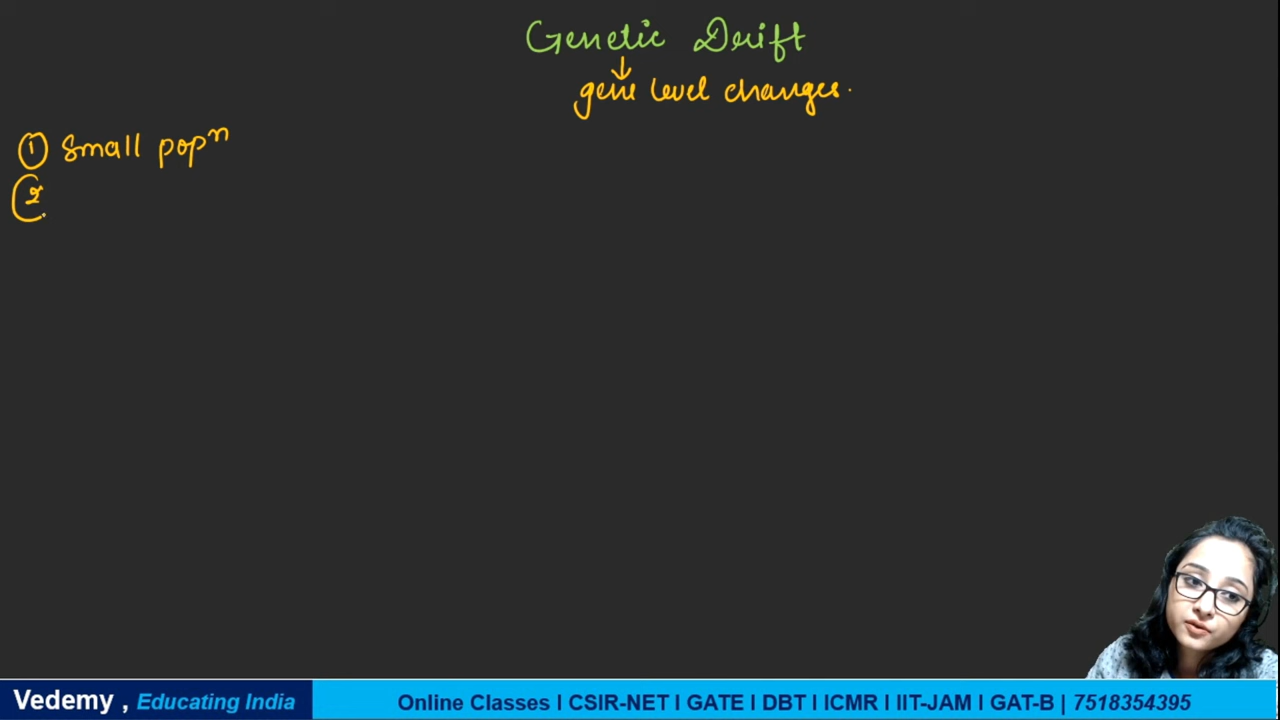 Genetic Drift
↓
gene level changes.
① Small popⁿ
(2
Vedemy , Educating India
Online Classes I CSIR-NET I GATE I DBT I ICMR I IIT-JAM I GAT-B | 7518354395